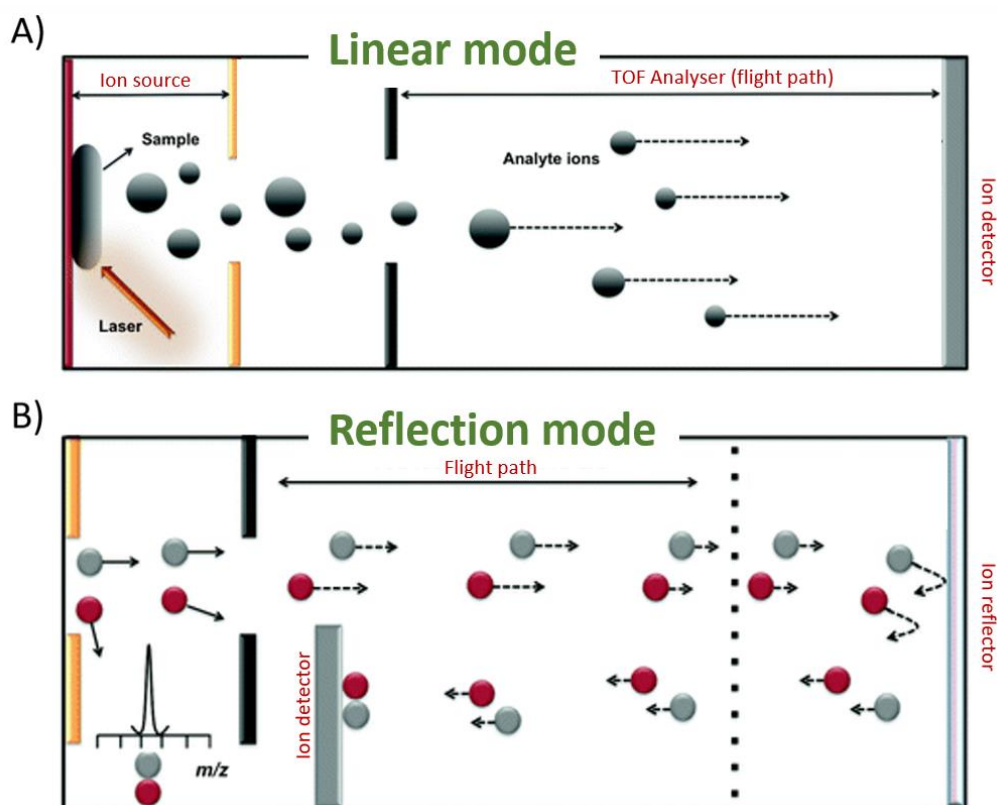 A)
Linear mode
Ion source
TOF Analyser (flight path)
Sample
Analyte ions
Ion detector
Laser
B)
Reflection mode
Flight path
Ion reflector
Ion detector
m/z